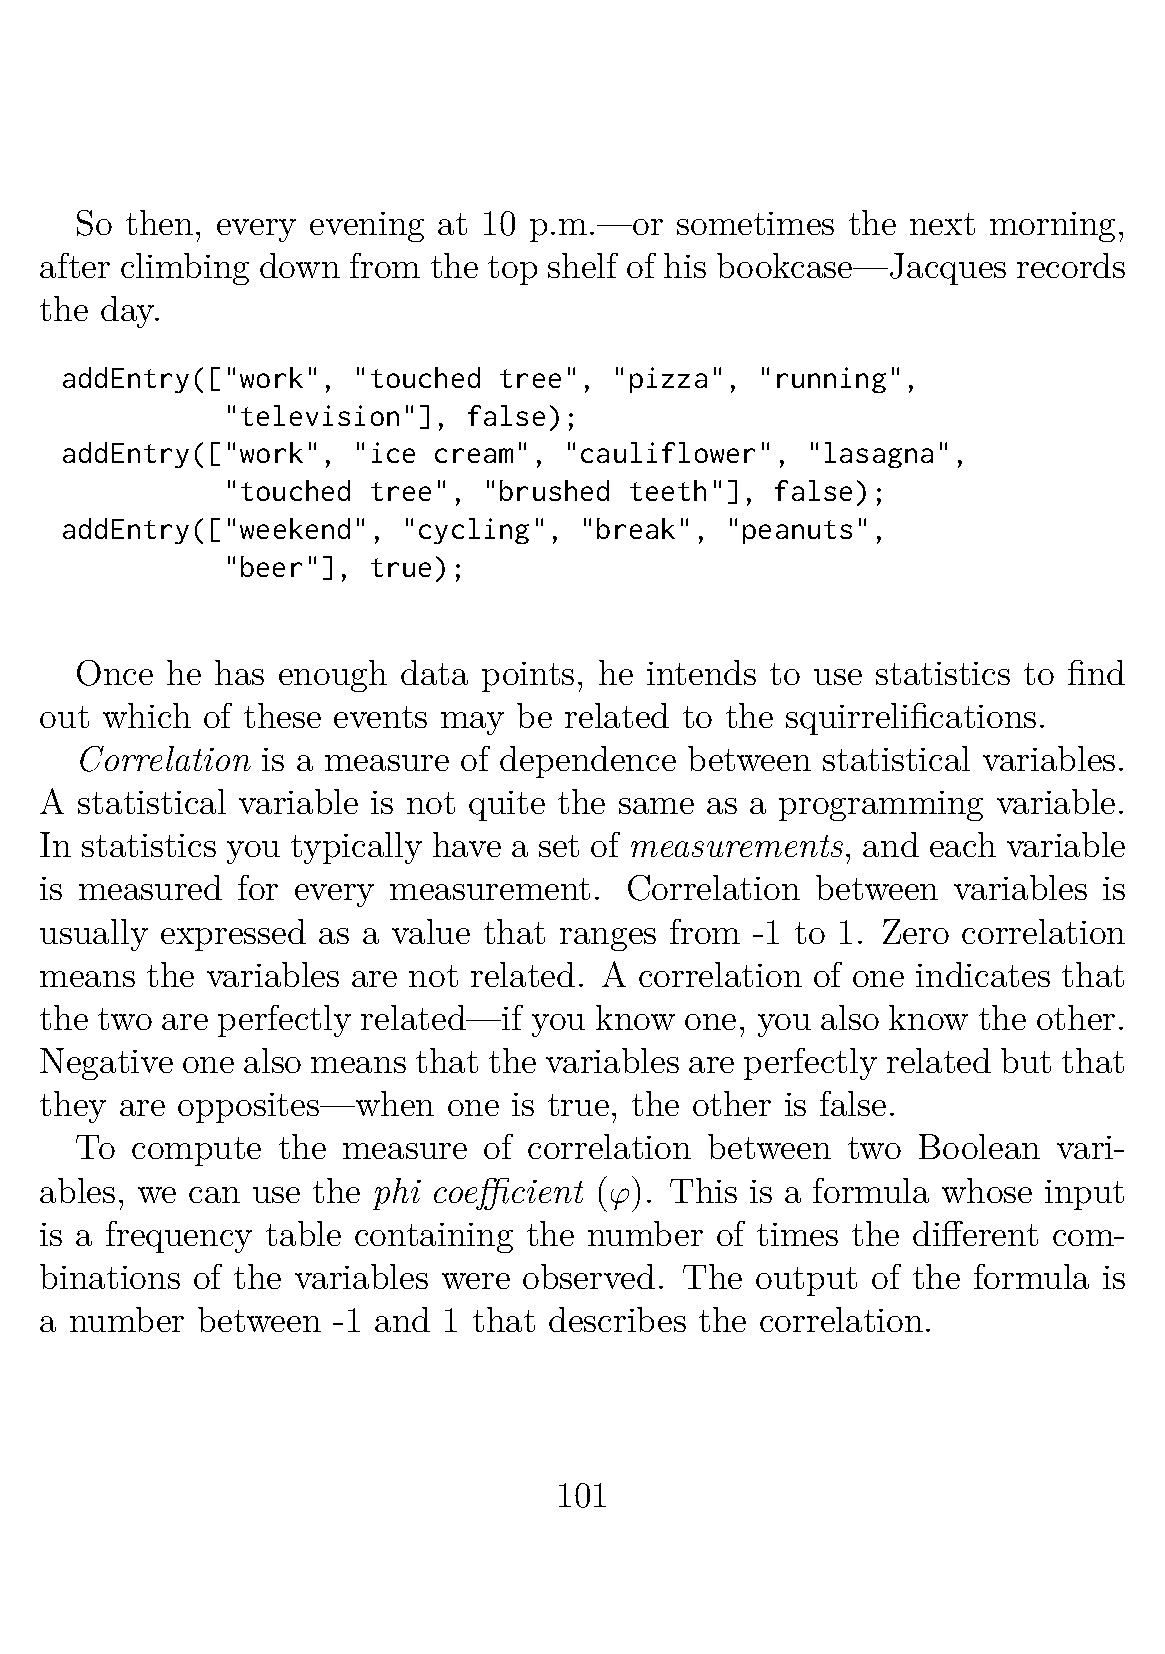 So then, every evening at 10 p.m.—or sometimes the next morning,
after climbing down from the top shelf of his bookcase—Jacques records
the day.
addEntry(["work", "touched tree", "pizza", "running",
          "television"], false);
addEntry(["work", "ice cream", "cauliflower", "lasagna",
          "touched tree", "brushed teeth"], false);
addEntry(["weekend", "cycling", "break", "peanuts",
          "beer"], true);
Once he has enough data points, he intends to use statistics to find
out which of these events may be related to the squirrelifications.
Correlation is a measure of dependence between statistical variables.
A statistical variable is not quite the same as a programming variable.
In statistics you typically have a set of measurements, and each variable
is measured for every measurement. Correlation between variables is
usually expressed as a value that ranges from -1 to 1. Zero correlation
means the variables are not related. A correlation of one indicates that
the two are perfectly related—if you know one, you also know the other.
Negative one also means that the variables are perfectly related but that
they are opposites—when one is true, the other is false.
To compute the measure of correlation between two Boolean vari-
ables, we can use the phi coefficient (φ). This is a formula whose input
is a frequency table containing the number of times the different com-
binations of the variables were observed. The output of the formula is
a number between -1 and 1 that describes the correlation.
101